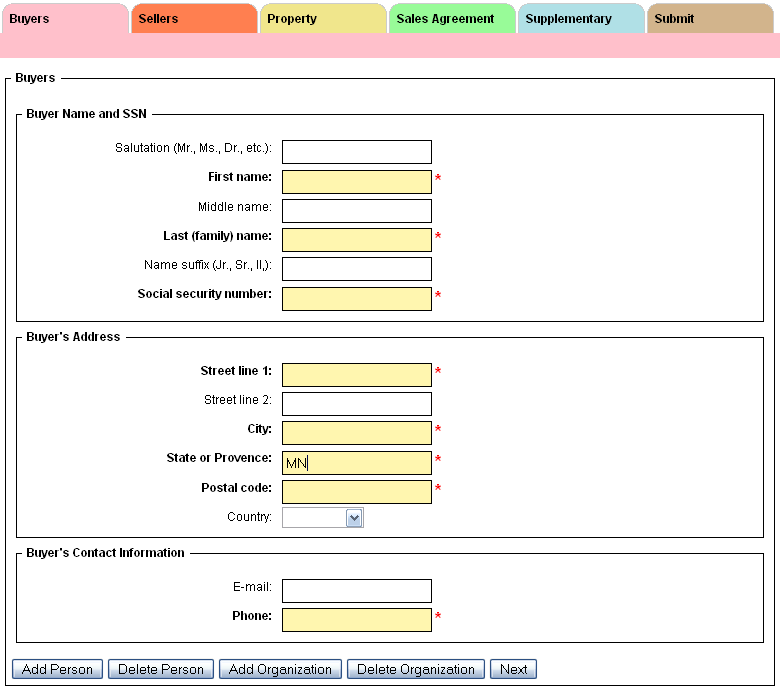 Buyers Sellers Property Sales Agreement Supplementary Submit
Buyers
Buyer Name and SSN
Salutation (Mr., Ms., Dr., etc.):
First name: *
Middle name:
Last (family) name: *
Name suffix (Jr., Sr., II,):
Social security number: *
Buyer's Address
Street line 1: *
Street line 2:
City: *
State or Provence: MN *
Postal code: *
Country:
Buyer's Contact Information
E-mail:
Phone: *
Add Person Delete Person Add Organization Delete Organization Next